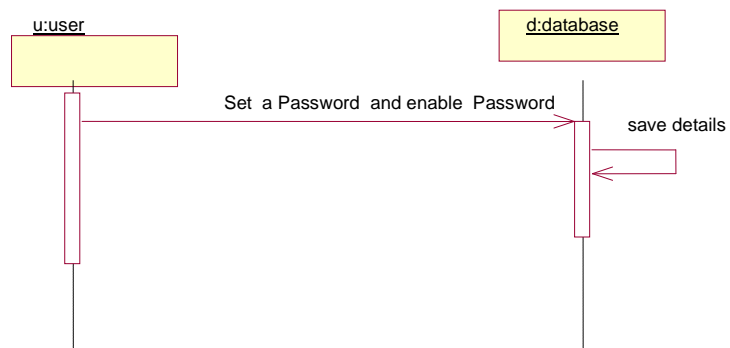 u:user
d:database
Set a Password and enable Password
save details